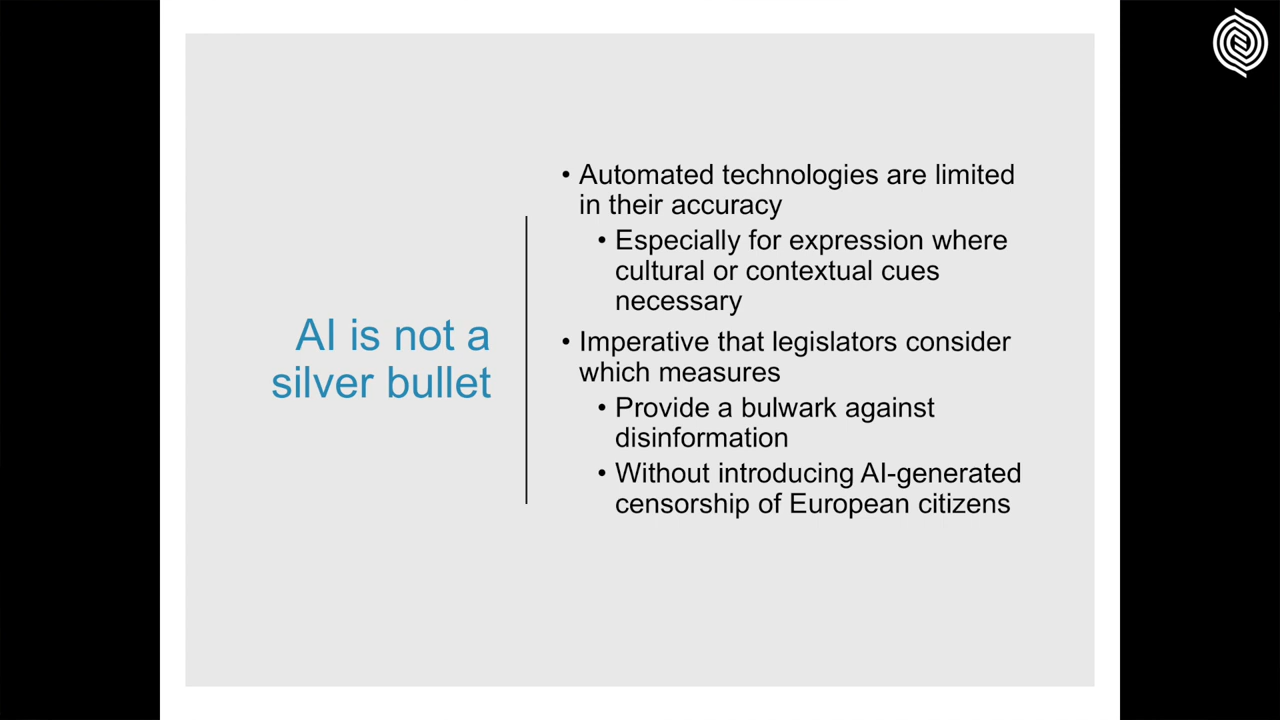 AI is not a
silver bullet
• Automated technologies are limited
in their accuracy
• Especially for expression where
cultural or contextual cues
necessary
• Imperative that legislators consider
which measures
• Provide a bulwark against
disinformation
• Without introducing AI-generated
censorship of European citizens